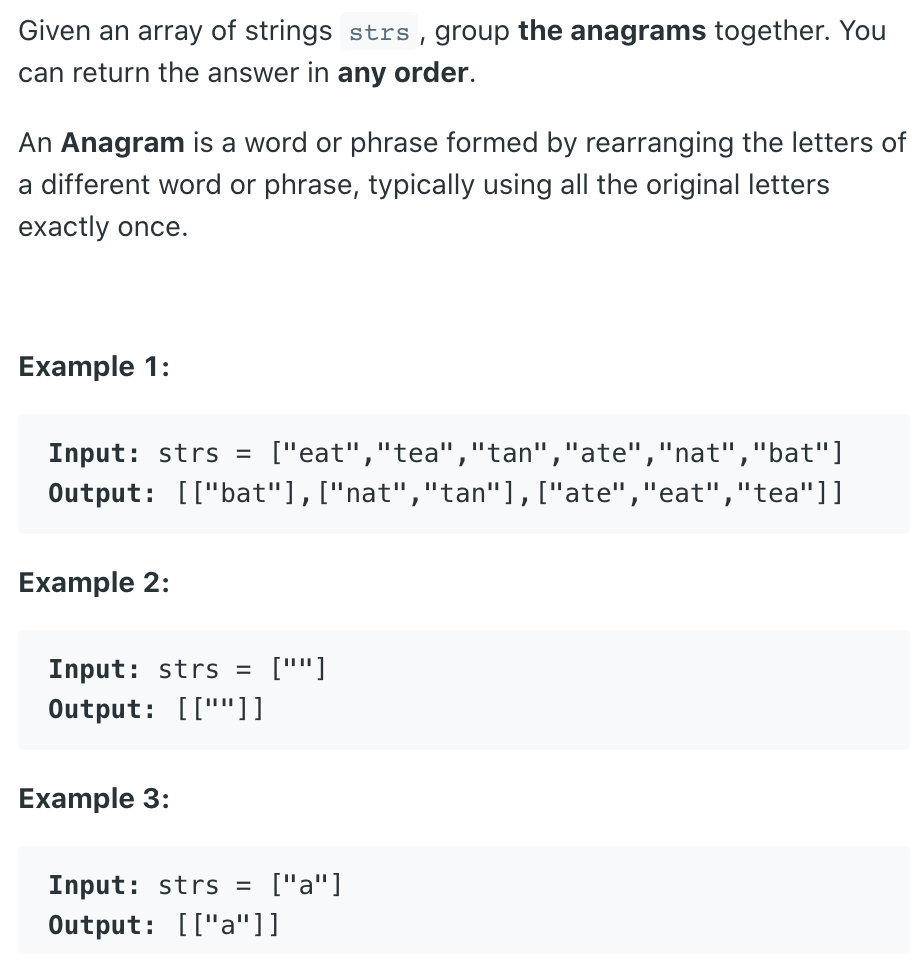 Given an array of strings strs , group the anagrams together. You
can return the answer in any order.
An Anagram is a word or phrase formed by rearranging the letters of
a different word or phrase, typically using all the original letters
exactly once.
Example 1:
Input: strs = ["eat","tea","tan","ate","nat","bat"]
Output: [["bat"],["nat","tan"],["ate","eat","tea"]]
Example 2:
Input: strs = [""]
Output: [[""]]
Example 3:
Input: strs = ["a"]
Output: [["a"]]